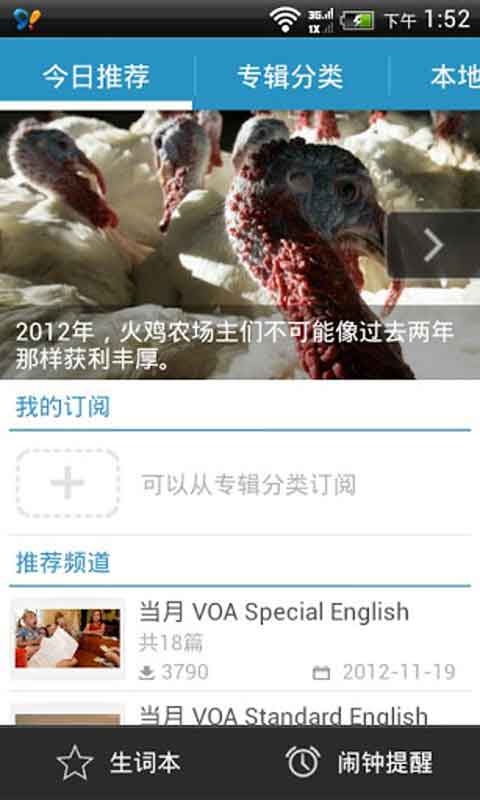 3G
1X
下午 1:52
今日推荐
专辑分类
本地
2012年，火鸡农场主们不可能像过去两年
那样获利丰厚。
我的订阅
可以从专辑分类订阅
推荐频道
当月 VOA Special English
共18篇
3790
2012-11-19
当月 VOA Standard English
生词本
闹钟提醒